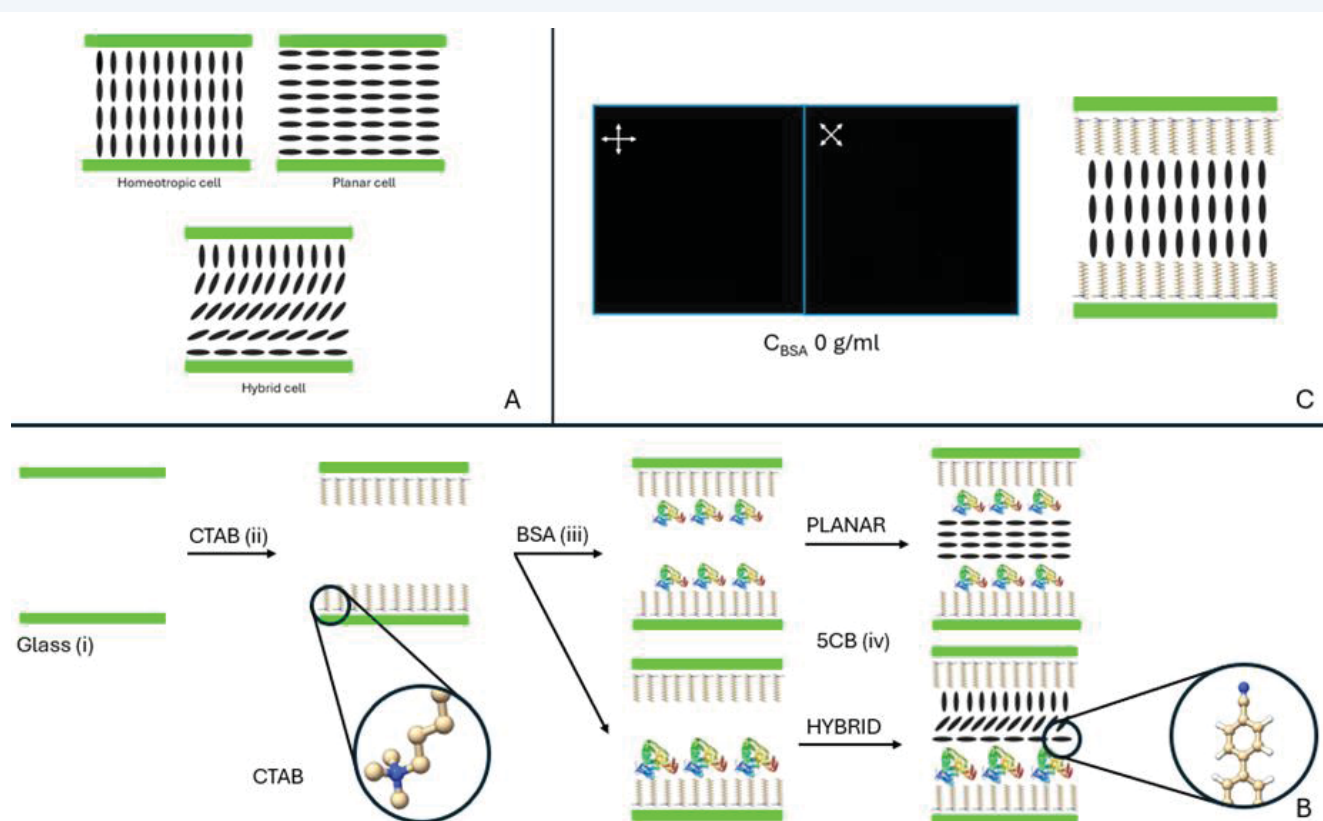 Homeotropic cell
Planar cell
Hybrid cell
A
C_BSA 0 g/ml
C
Glass (i)
CTAB (ii)
CTAB
BSA (iii)
PLANAR
5CB (iv)
HYBRID
B